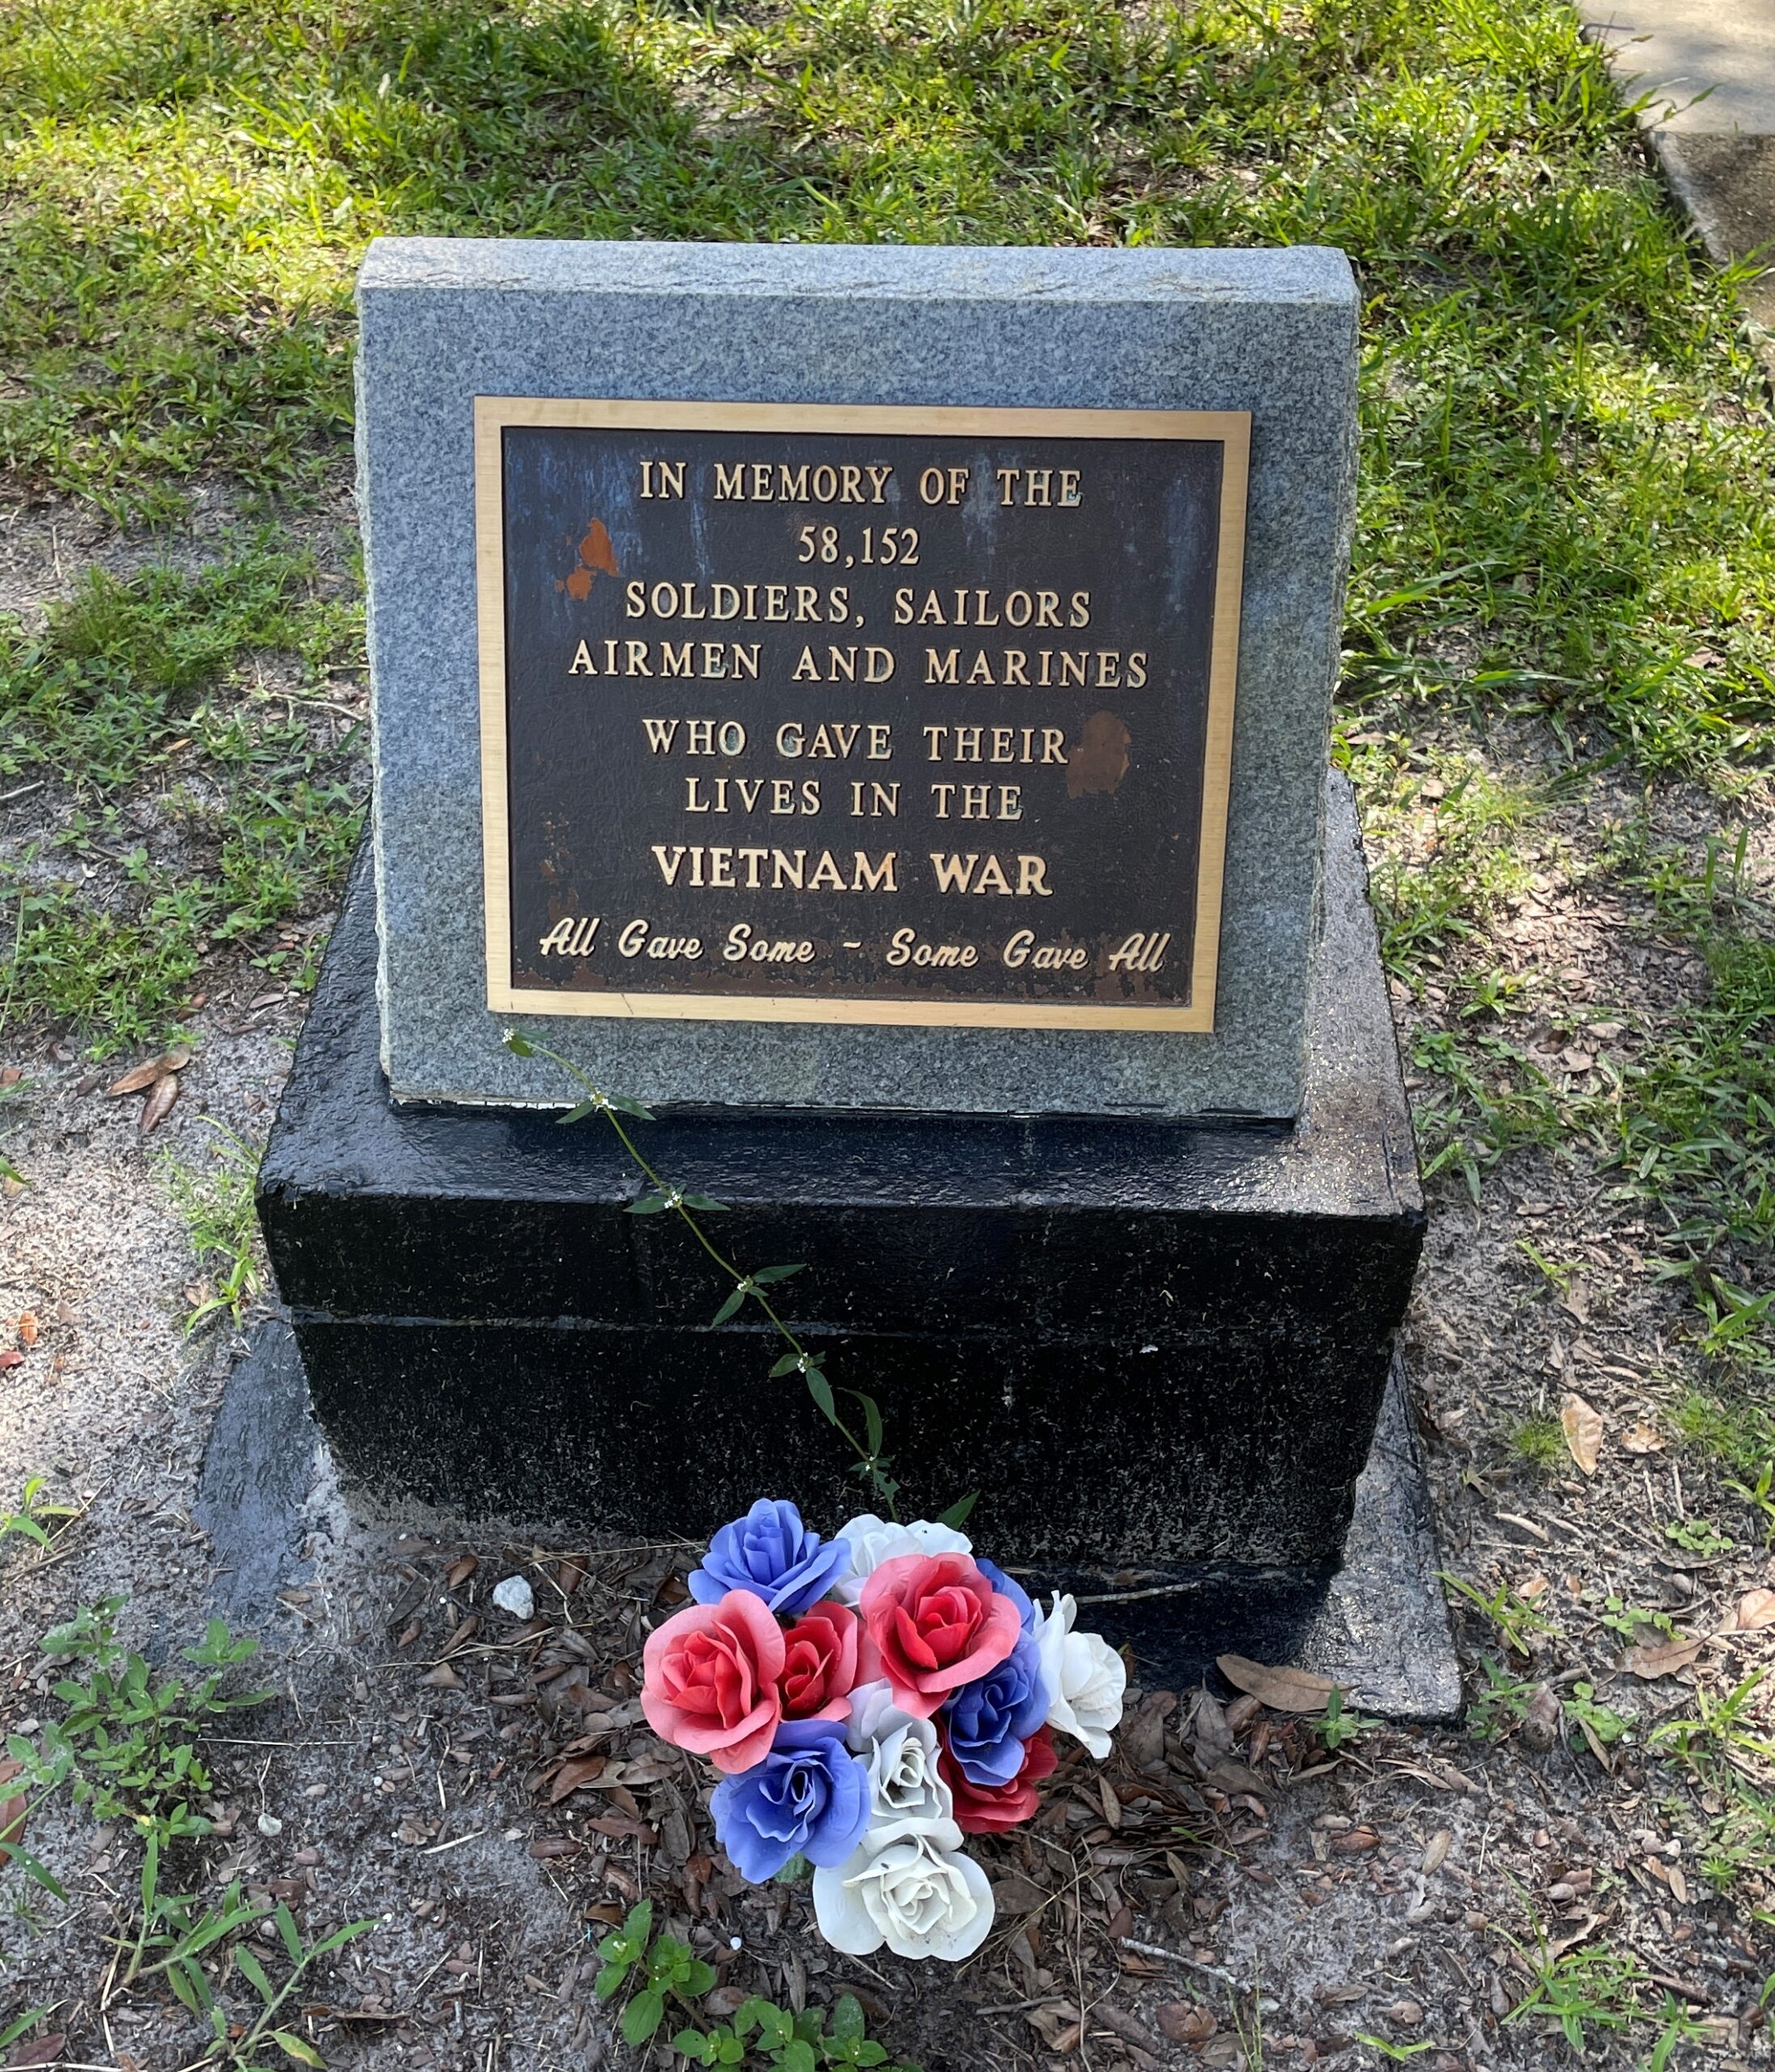 IN MEMORY OF THE
58,152
SOLDIERS, SAILORS
AIRMEN AND MARINES
WHO GAVE THEIR
LIVES IN THE
VIETNAM WAR
All Gave Some ~ Some Gave All